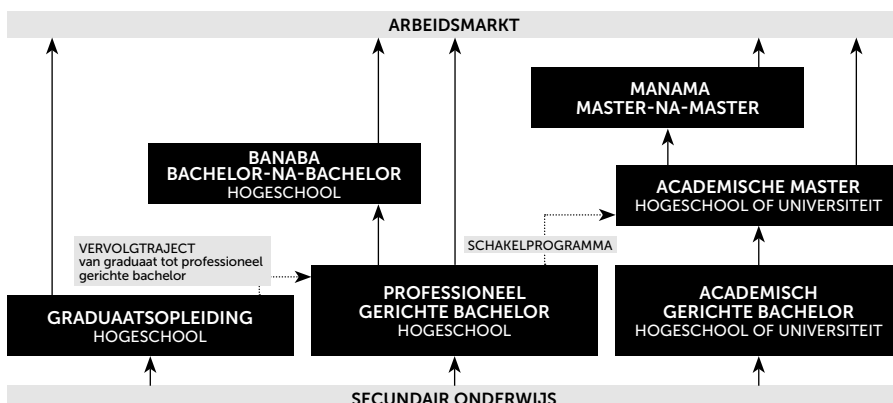 ARBEIDSMARKT
MANAMA
MASTER-NA-MASTER
BANABA
BACHELOR-NA-BACHELOR
HOGESCHOOL
ACADEMISCHE MASTER
HOGESCHOOL OF UNIVERSITEIT
VERVOLGTRAJECT
van graduaat tot professioneel
gerichte bachelor
SCHAKELPROGRAMMA
GRADUAATSOPLEIDING
HOGESCHOOL
PROFESSIONEEL
GERICHTE BACHELOR
HOGESCHOOL
ACADEMISCH
GERICHTE BACHELOR
HOGESCHOOL OF UNIVERSITEIT
SECUNDAIR ONDERWIJS